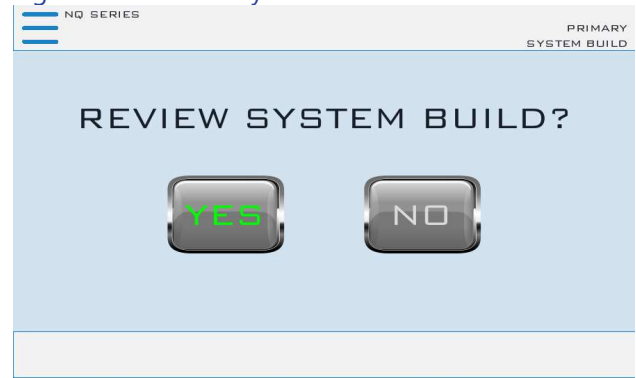 NQ SERIES
PRIMARY
SYSTEM BUILD
REVIEW SYSTEM BUILD?
YES
NO